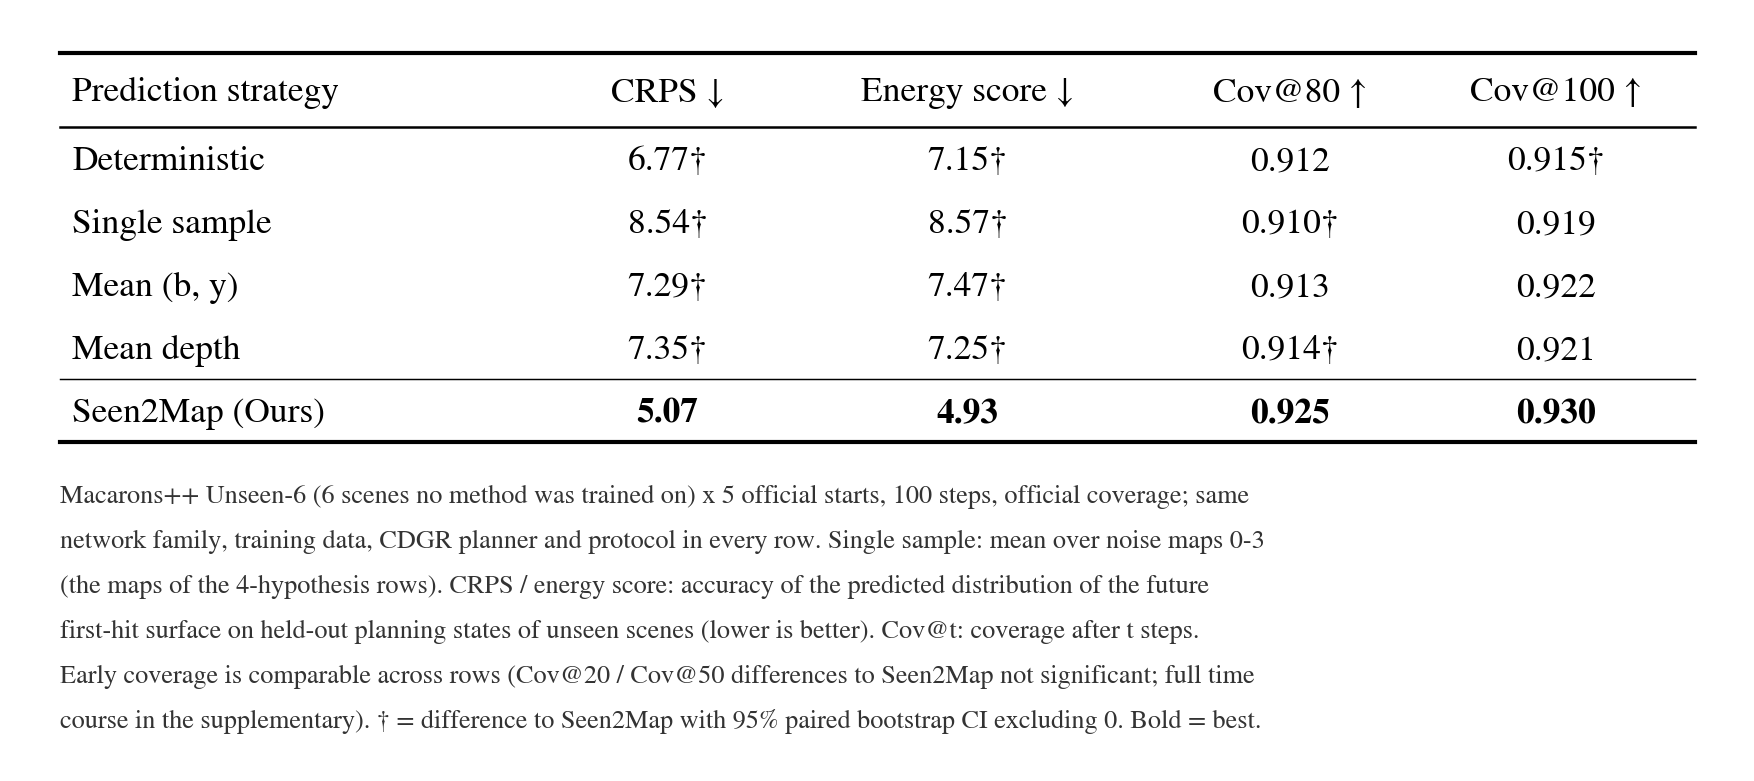 Prediction strategy CRPS ↓ Energy score ↓ Cov@80 ↑ Cov@100 ↑
Deterministic 6.77† 7.15† 0.912 0.915†
Single sample 8.54† 8.57† 0.910† 0.919
Mean (b, y) 7.29† 7.47† 0.913 0.922
Mean depth 7.35† 7.25† 0.914† 0.921
Seen2Map (Ours) 5.07 4.93 0.925 0.930
Macarons++ Unseen-6 (6 scenes no method was trained on) x 5 official starts, 100 steps, official coverage; same
network family, training data, CDGR planner and protocol in every row. Single sample: mean over noise maps 0-3
(the maps of the 4-hypothesis rows). CRPS / energy score: accuracy of the predicted distribution of the future
first-hit surface on held-out planning states of unseen scenes (lower is better). Cov@t: coverage after t steps.
Early coverage is comparable across rows (Cov@20 / Cov@50 differences to Seen2Map not significant; full time
course in the supplementary). † = difference to Seen2Map with 95% paired bootstrap CI excluding 0. Bold = best.